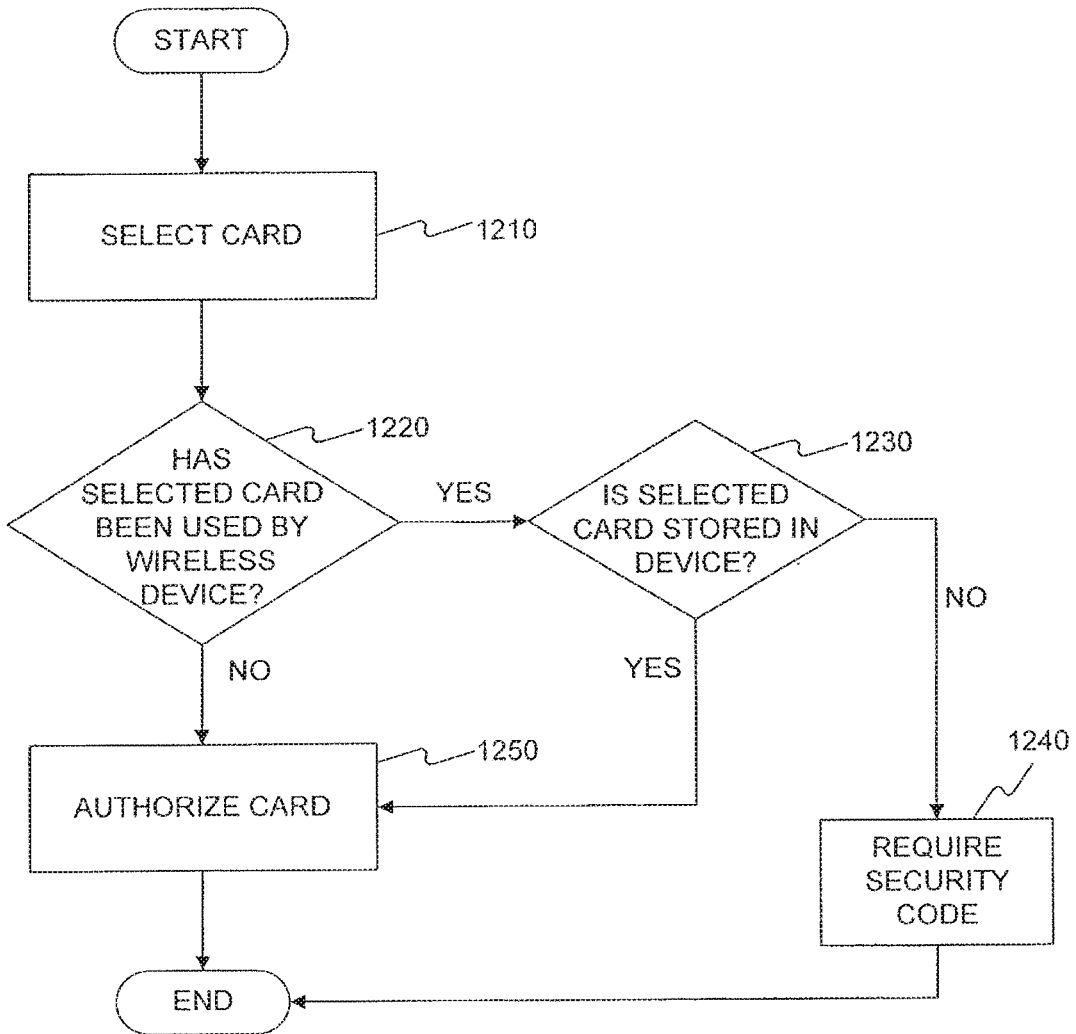 START
SELECT CARD
1210
HAS
SELECTED CARD
BEEN USED BY
WIRELESS
DEVICE?
1220
YES
IS SELECTED
CARD STORED IN
DEVICE?
1230
NO
YES
NO
AUTHORIZE CARD
1250
REQUIRE
SECURITY
CODE
1240
END